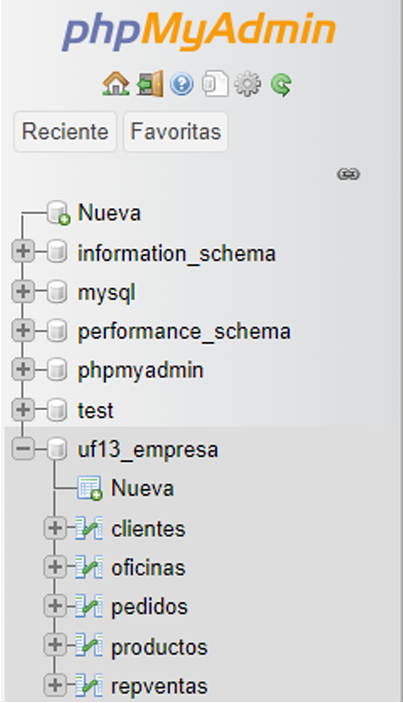 phpMyAdmin
Reciente Favoritas
Nueva
information_schema
mysql
performance_schema
phpmyadmin
test
uf13_empresa
Nueva
clientes
oficinas
pedidos
productos
repventas